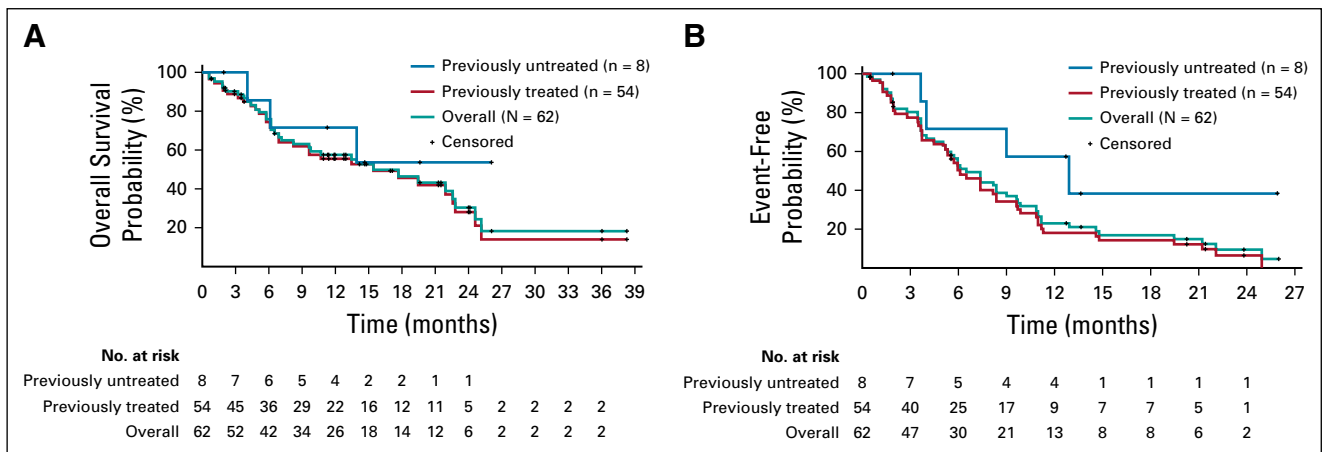 A
Overall Survival
Probability (%)
100
80
60
40
20
Previously untreated (n = 8)
Previously treated (n = 54)
Overall (N = 62)
Censored
0 3 6 9 12 15 18 21 24 27 30 33 36 39
Time (months)
No. at risk
Previously untreated 8 7 6 5 4 2 2 1 1
Previously treated 54 45 36 29 22 16 12 11 5 2 2 2 2
Overall 62 52 42 34 26 18 14 12 6 2 2 2 2
B
Event-Free
Probability (%)
100
80
60
40
20
Previously untreated (n = 8)
Previously treated (n = 54)
Overall (N = 62)
Censored
0 3 6 9 12 15 18 21 24 27
Time (months)
No. at risk
Previously untreated 8 7 5 4 4 1 1 1 1
Previously treated 54 40 25 17 9 7 7 5 1
Overall 62 47 30 21 13 8 8 6 2